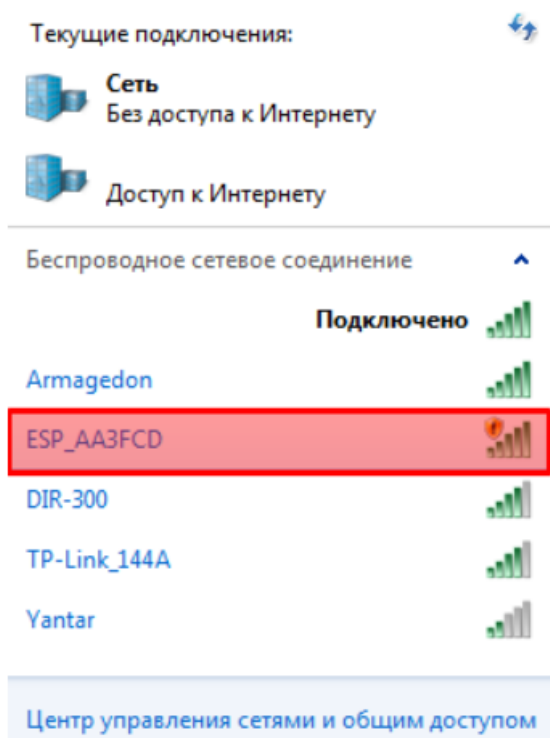 Текущие подключения:
Сеть
Без доступа к Интернету
Доступ к Интернету
Беспроводное сетевое соединение
Подключено
Armagedon
ESP_AA3FCD
DIR-300
TP-Link_144A
Yantar
Центр управления сетями и общим доступом